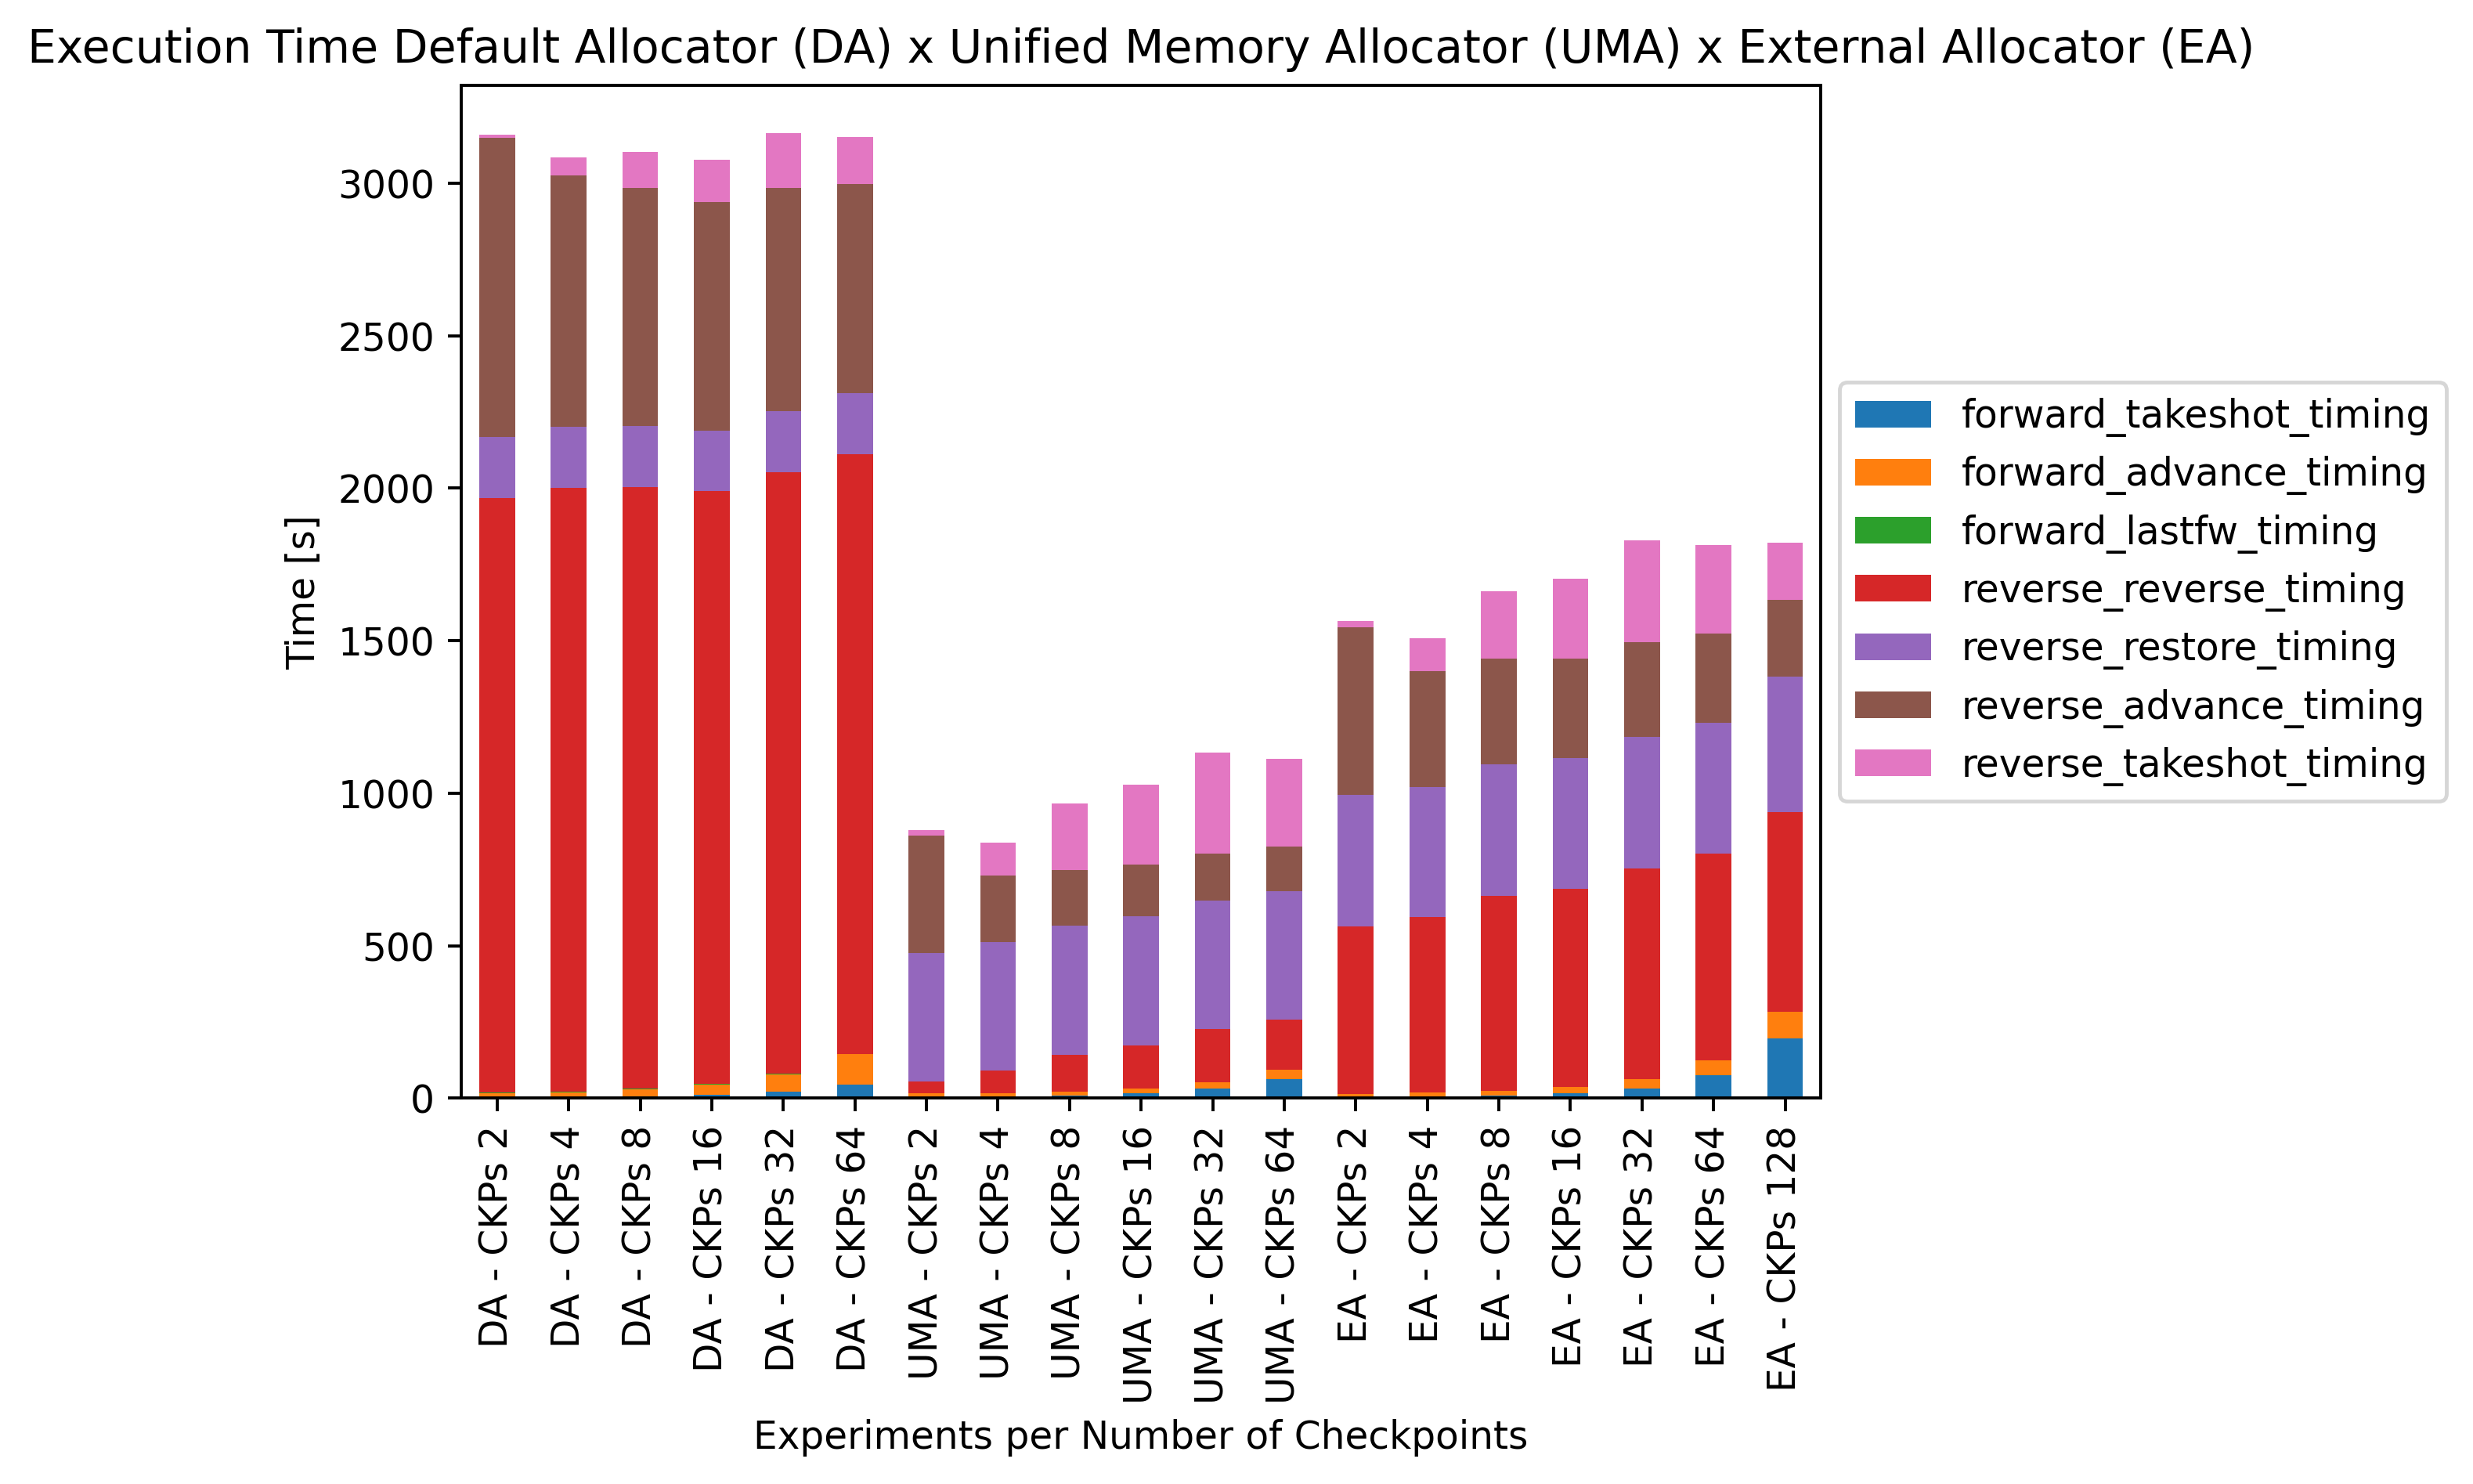 Execution Time Default Allocator (DA) x Unified Memory Allocator (UMA) x External Allocator (EA)
3000
2500
2000
1500
1000
500
0
Time [s]
DA - CKPs 2
DA - CKPs 4
DA - CKPs 8
DA - CKPs 16
DA - CKPs 32
DA - CKPs 64
UMA - CKPs 2
UMA - CKPs 4
UMA - CKPs 8
UMA - CKPs 16
UMA - CKPs 32
UMA - CKPs 64
EA - CKPs 2
EA - CKPs 4
EA - CKPs 8
EA - CKPs 16
EA - CKPs 32
EA - CKPs 64
EA - CKPs 128
Experiments per Number of Checkpoints
forward_takeshot_timing
forward_advance_timing
forward_lastfw_timing
reverse_reverse_timing
reverse_restore_timing
reverse_advance_timing
reverse_takeshot_timing